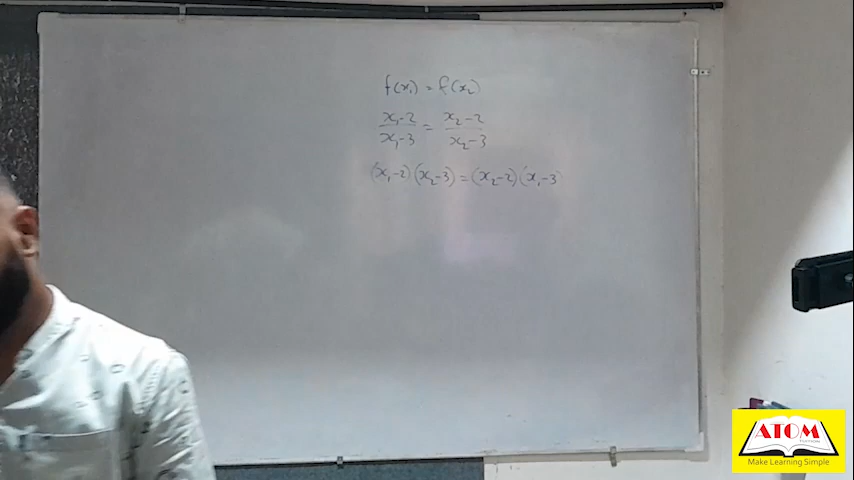 f(x₁) = f(x₂)
x₁-2 / x₁-3 = x₂-2 / x₂-3
(x₁-2)(x₂-3) = (x₂-2)(x₁-3)
ATOM
Make Learning Simple